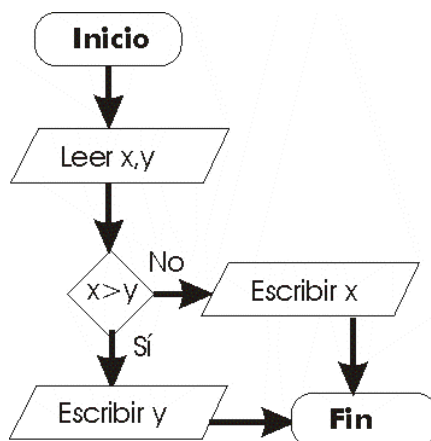 Inicio
Leer x,y
x>y
No
Escribir x
Sí
Escribir y
Fin